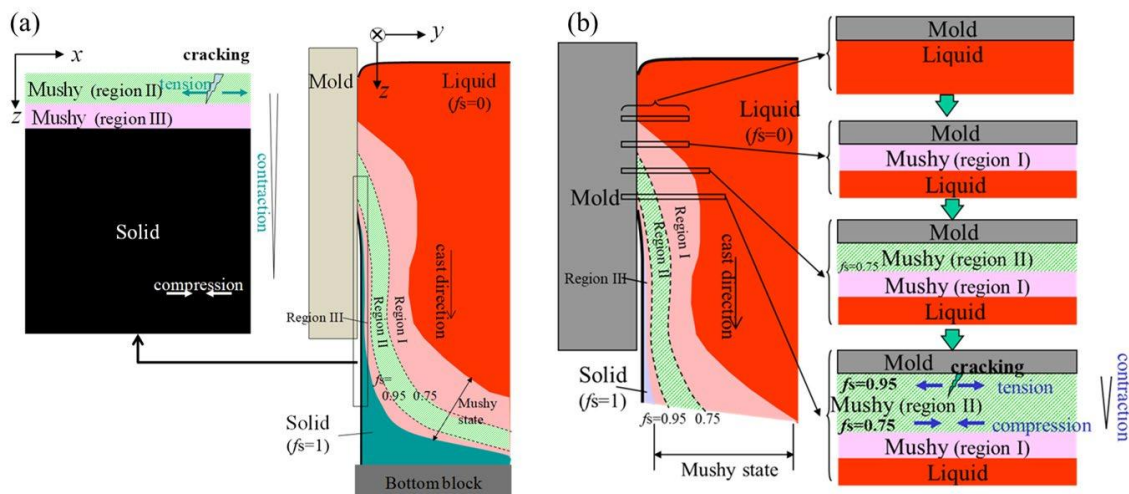 (a)
x
z
cracking
Mushy (region II)
tension
Mushy (region III)
contraction
Solid
compression
y
z
Mold
Liquid
(fs=0)
cast direction
Region I
Region II
Region III
fs=
0.95 0.75
Mushy
state
Solid
(fs=1)
Bottom block
(b)
Mold
Liquid
(fs=0)
Region I
Region II
Region III
cast direction
Solid
(fs=1)
fs=0.95 0.75
Mushy state
Mold
Liquid
Mold
Mushy (region I)
Liquid
Mold
fs=0.75
Mushy (region II)
Mushy (region I)
Liquid
Mold
cracking
fs=0.95
tension
Mushy (region II)
fs=0.75
compression
Mushy (region I)
Liquid
contraction